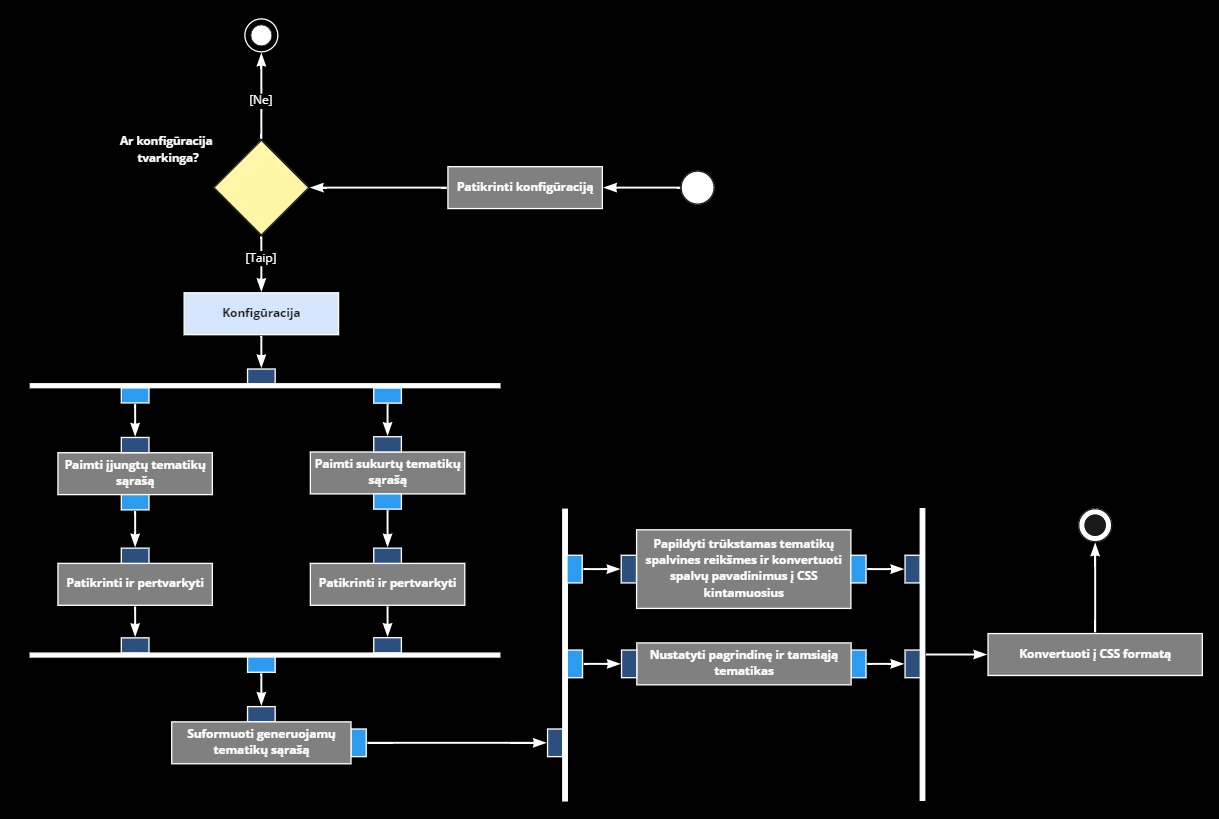 [Ne]
Ar konfigūracija
tvarkinga?
Patikrinti konfigūraciją
[Taip]
Konfigūracija
Paimti įjungtų tematikų
sąrašą
Paimti sukurtų tematikų
sąrašą
Patikrinti ir pertvarkyti
Patikrinti ir pertvarkyti
Suformuoti generuojamų
tematikų sąrašą
Papildyti trūkstamas tematikų
spalvines reikšmes ir konvertuoti
spalvų pavadinimus į CSS
kintamuosius
Nustatyti pagrindinę ir tamsiąją
tematikas
Konvertuoti į CSS formatą